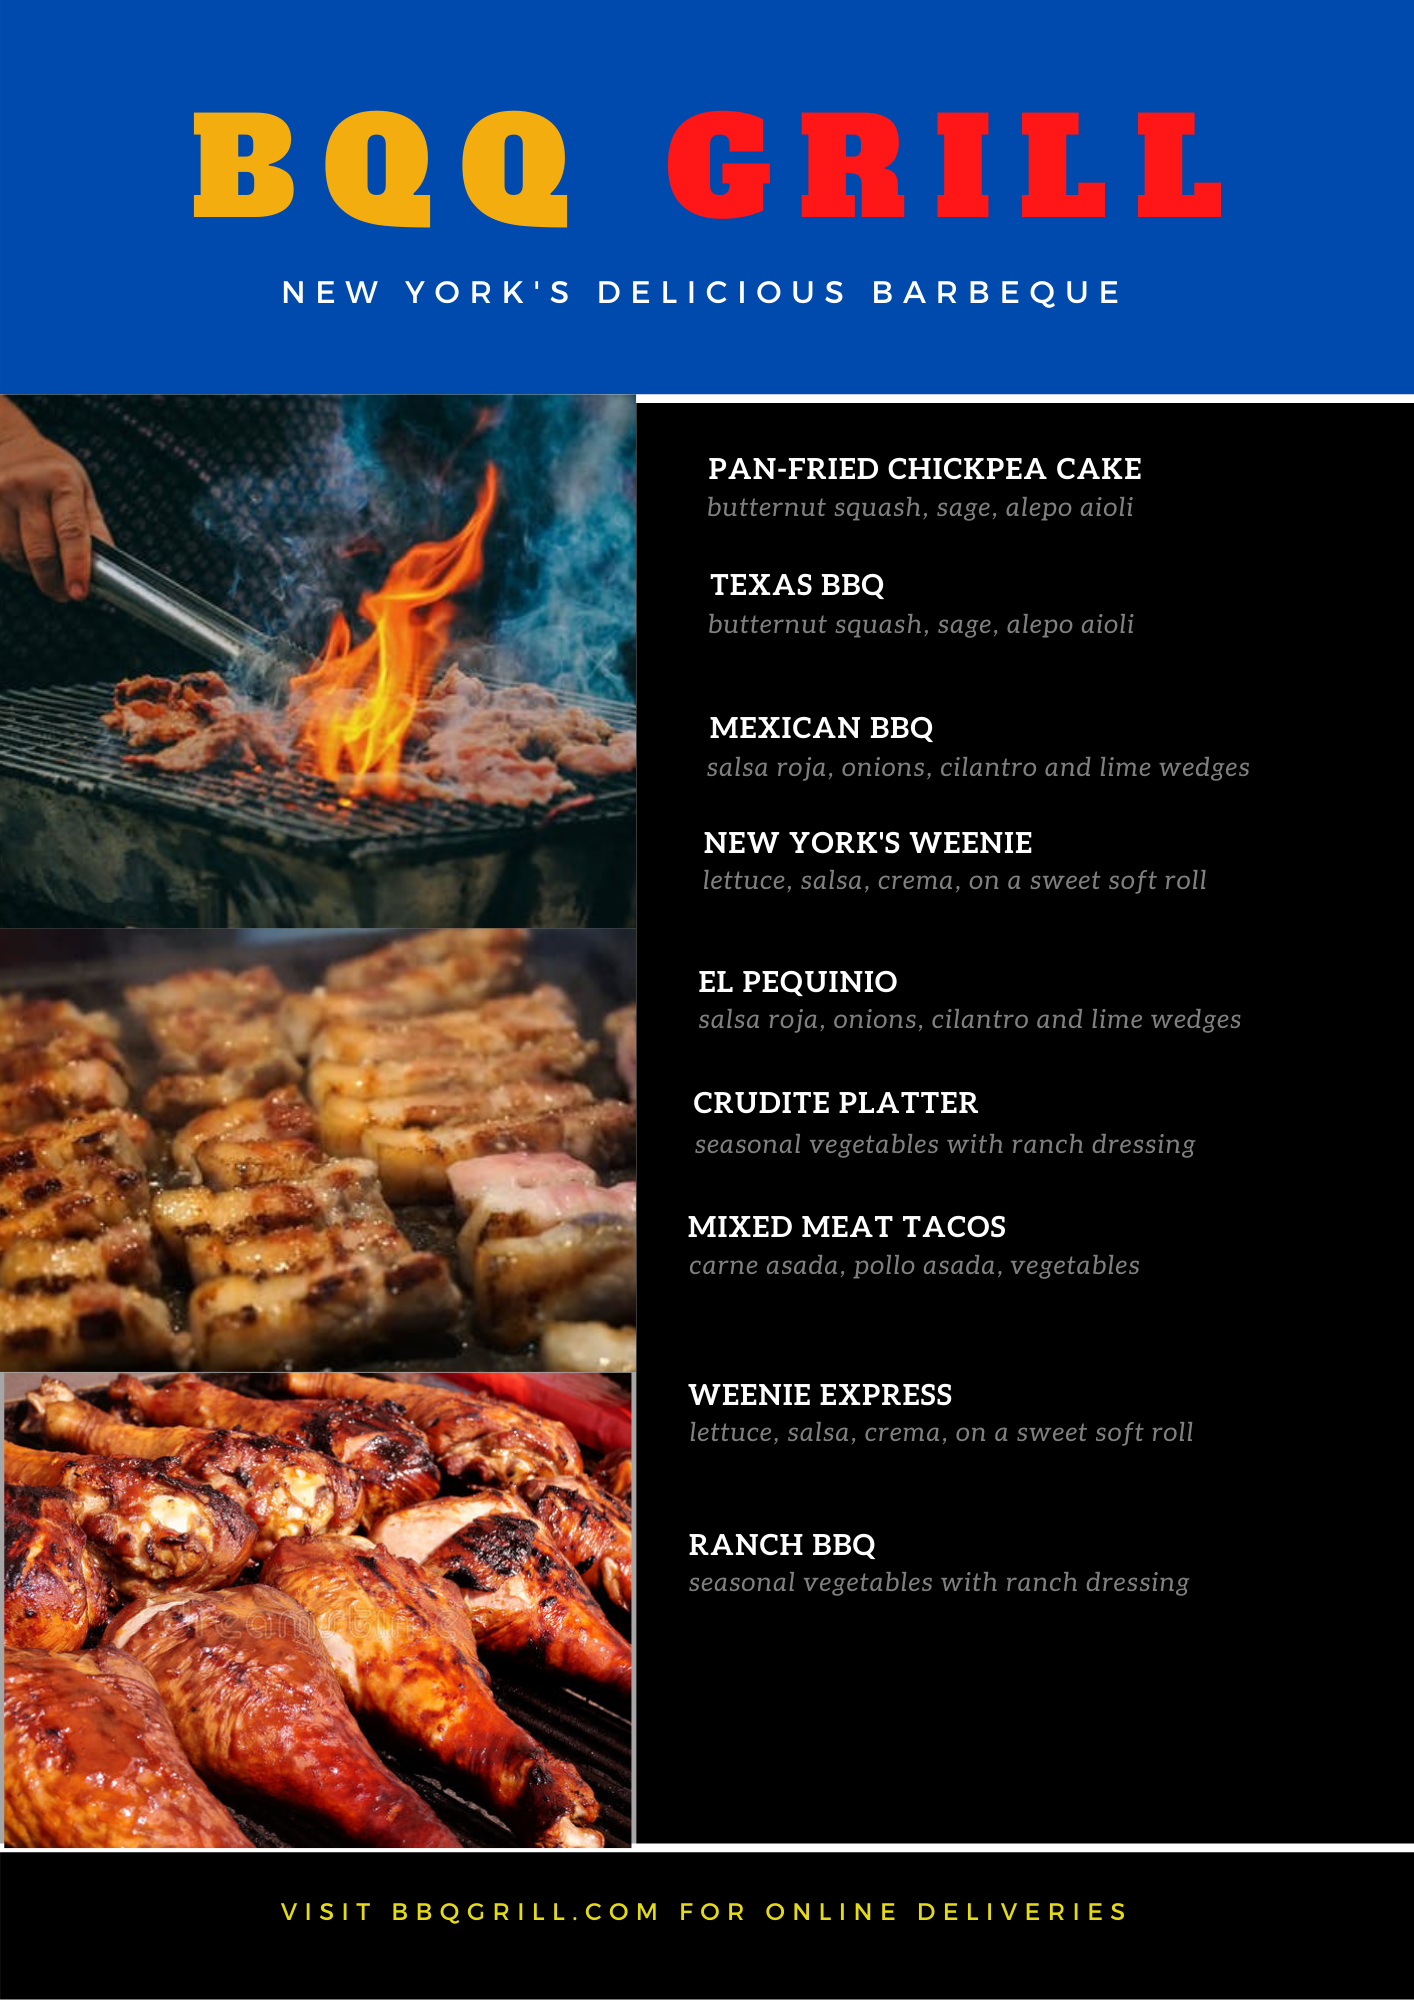 BQQ GRILL
NEW YORK'S DELICIOUS BARBEQUE
PAN-FRIED CHICKPEA CAKE
butternut squash, sage, alepo aioli
TEXAS BBQ
butternut squash, sage, alepo aioli
MEXICAN BBQ
salsa roja, onions, cilantro and lime wedges
NEW YORK'S WEENIE
lettuce, salsa, crema, on a sweet soft roll
EL PEQUINIO
salsa roja, onions, cilantro and lime wedges
CRUDITE PLATTER
seasonal vegetables with ranch dressing
MIXED MEAT TACOS
carne asada, pollo asada, vegetables
WEENIE EXPRESS
lettuce, salsa, crema, on a sweet soft roll
RANCH BBQ
seasonal vegetables with ranch dressing
dreamstime
VISIT BBQGRILL.COM FOR ONLINE DELIVERIES